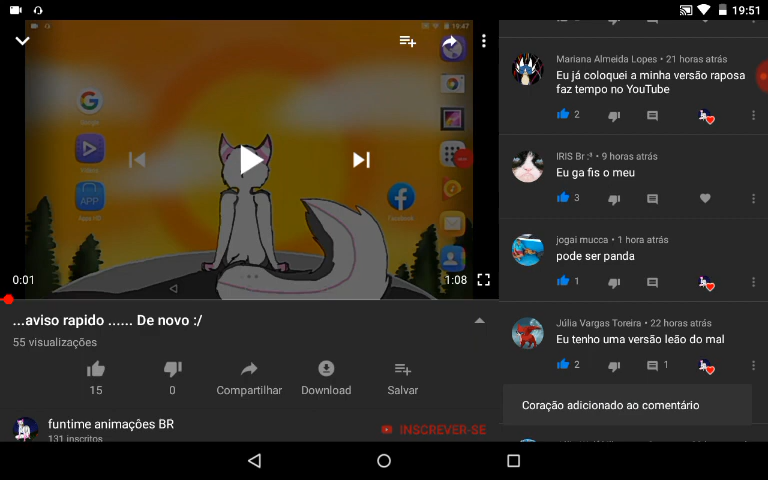 19:51
19:47
Google
Vídeo
APP
Apps HD
Facebook
0:01
1:08
...aviso rapido ...... De novo :/
55 visualizações
15
0
Compartilhar
Download
Salvar
funtime animações BR
131 inscritos
INSCREVER-SE
Mariana Almeida Lopes • 21 horas atrás
Eu já coloquei a minha versão raposa
faz tempo no YouTube
2
IRIS Br :³ • 9 horas atrás
Eu ga fis o meu
3
jogai mucca • 1 hora atrás
pode ser panda
1
Júlia Vargas Toreira • 22 horas atrás
Eu tenho uma versão leão do mal
2
1
Coração adicionado ao comentário